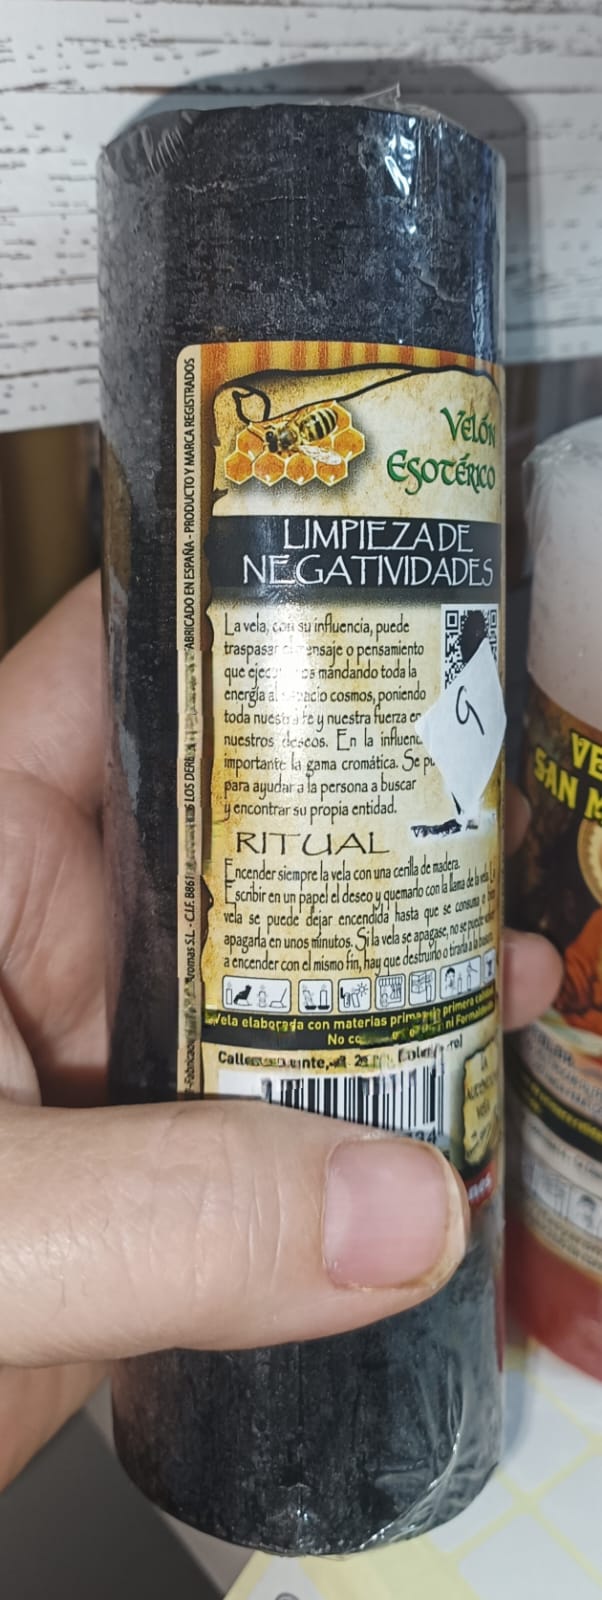 VELÓN
ESOTÉRICO
LIMPIEZA DE
NEGATIVIDADES
La vela, con su influencia, puede
traspasar mensaje o pensamiento
que mandando toda la
energía al cosmos, poniendo
toda nuestra fe y nuestra fuerza en
nuestros deseos. En la
importante la gama cromática. Se
para ayudar a la persona a buscar
y encontrar su propia entidad.
RITUAL
Encender siempre la vela con una cerilla de madera.
Escribir en un papel el deseo y quemarlo con la llama de la vela.
vela se puede dejar encendida hasta que se consuma o
apagarla en unos minutos. Si la vela se apagase, no se puede volver
a encender con el mismo fin, hay que destruirlo o tirarla a la basura.
Vela elaborada con materias primas de primera calidad
No ni
FABRICADO EN ESPAÑA - PRODUCTO Y MARCA REGISTRADOS
LOS
Aromas S.L. - C.I.F.
9
VE
SAN